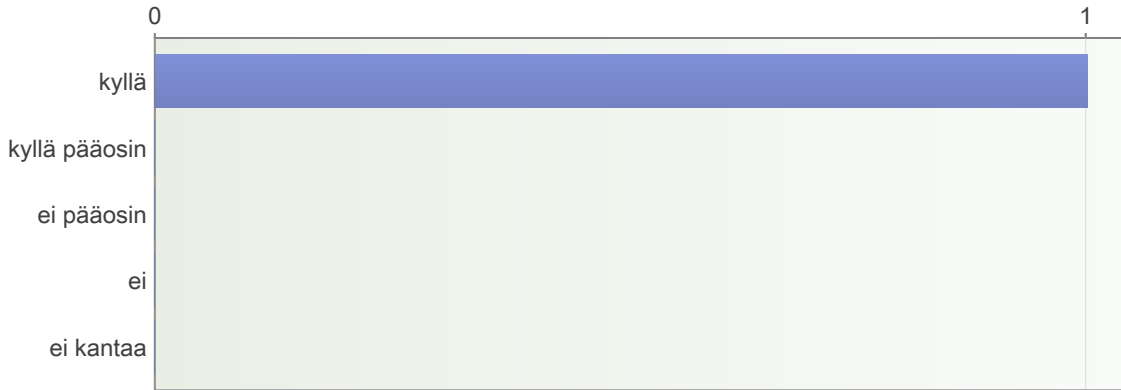 0 1
kyllä
kyllä pääosin
ei pääosin
ei
ei kantaa